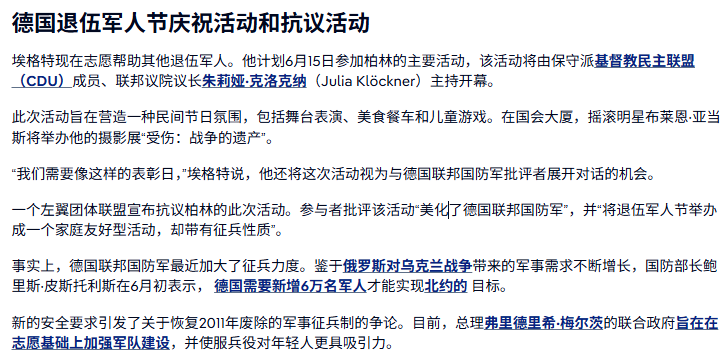 德国退伍军人节庆祝活动和抗议活动
埃格特现在志愿帮助其他退伍军人。他计划6月15日参加柏林的主要活动，该活动将由保守派基督教民主联盟
（CDU）成员、联邦议院议长朱莉娅·克洛克纳（Julia Klöckner）主持开幕。
此次活动旨在营造一种民间节日氛围，包括舞台表演、美食餐车和儿童游戏。在国会大厦，摇滚明星布莱恩·亚当
斯将举办他的摄影展“受伤：战争的遗产”。
“我们需要像这样的表彰日，”埃格特说，他还将这次活动视为与德国联邦国防军批评者展开对话的机会。
一个左翼团体联盟宣布抗议柏林的此次活动。参与者批评该活动“美化了德国联邦国防军”，并“将退伍军人节举办
成一个家庭友好型活动，却带有征兵性质”。
事实上，德国联邦国防军最近加大了征兵力度。鉴于俄罗斯对乌克兰战争带来的军事需求不断增长，国防部长鲍
里斯·皮斯托利斯在6月初表示， 德国需要新增6万名军人才能实现北约的 目标。
新的安全要求引发了关于恢复2011年废除的军事征兵制的争论。目前，总理弗里德里希·梅尔茨的联合政府旨在在
志愿基础上加强军队建设，并使服兵役对年轻人更具吸引力。